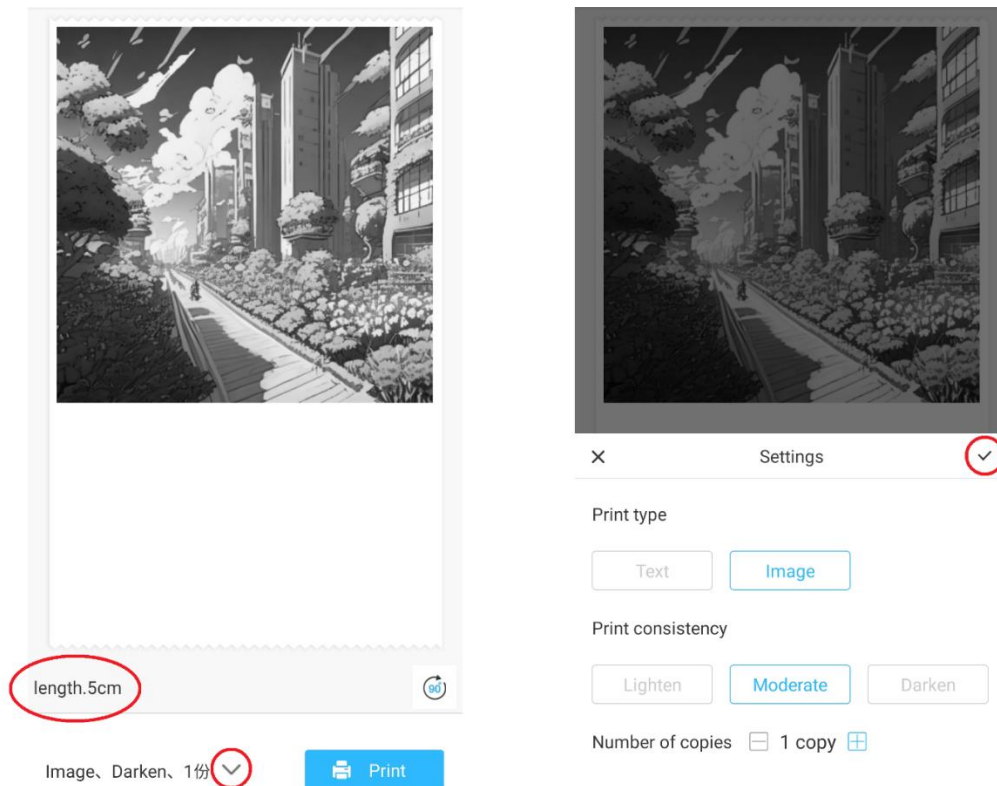 length.5cm
90
Image、Darken、1份
Print
Settings
Print type
Text
Image
Print consistency
Lighten
Moderate
Darken
Number of copies
1 copy